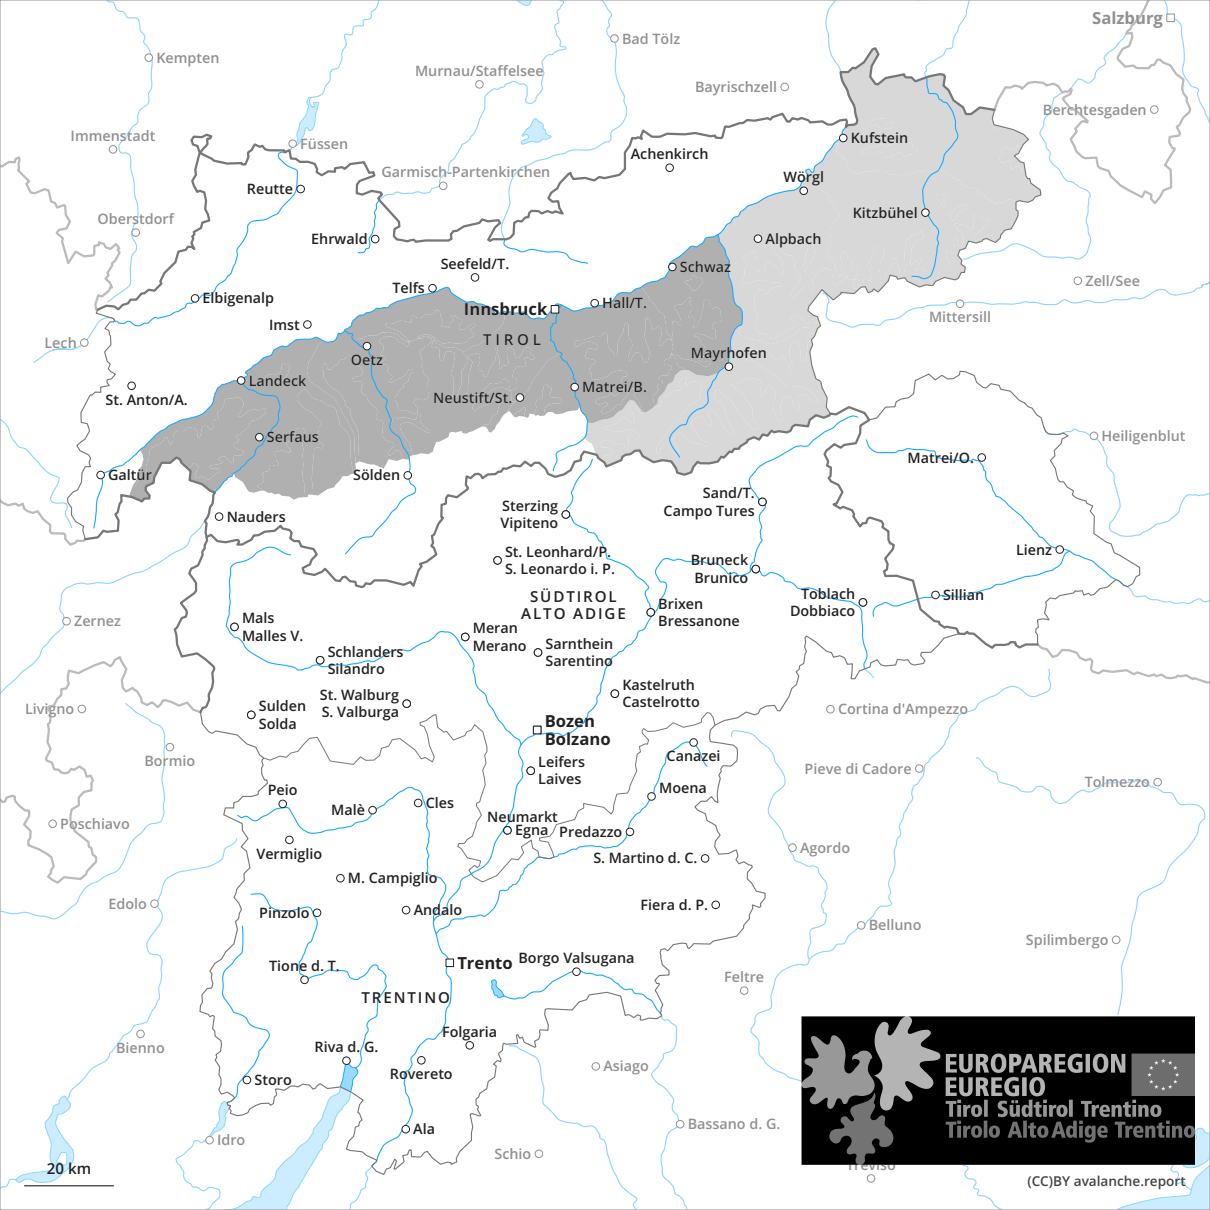 Salzburg
Bad Tölz
Kempten
Murnau/Staffelsee
Bayrischzell
Berchtesgaden
Immenstadt
Füssen
Kufstein
Achenkirch
Garmisch-Partenkirchen
Wörgl
Reutte
Kitzbühel
Oberstdorf
Ehrwald
Alpbach
Seefeld/T.
Schwaz
Zell/See
Telfs
Elbigenalp
Innsbruck
Hall/T.
Mittersill
Imst
TIROL
Lech
Oetz
Mayrhofen
Landeck
Matrei/B.
St. Anton/A.
Neustift/St.
Serfaus
Heiligenblut
Matrei/O.
Galtür
Sölden
Sand/T.
Campo Tures
Sterzing
Vipiteno
Nauders
St. Leonhard/P.
S. Leonardo i. P.
Lienz
Bruneck
Brunico
SÜDTIROL
ALTO ADIGE
Toblach
Dobbiaco
Sillian
Brixen
Bressanone
Zernez
Mals
Malles V.
Meran
Merano
Sarnthein
Sarentino
Schlanders
Silandro
Kastelruth
Castelrotto
St. Walburg
S. Valburga
Sulden
Solda
Livigno
Cortina d'Ampezzo
Bozen
Bolzano
Bormio
Canazei
Leifers
Laives
Pieve di Cadore
Tolmezzo
Peio
Moena
Malè
Cles
Neumarkt
Egna
Predazzo
Poschiavo
Vermiglio
S. Martino d. C.
Agordo
M. Campiglio
Edolo
Pinzolo
Andalo
Fiera d. P.
Belluno
Spilimbergo
Trento
Borgo Valsugana
Tione d. T.
Feltre
TRENTINO
Folgaria
Bienno
Riva d. G.
Rovereto
Asiago
Storo
EUROPAREGION
EUREGIO
Tirol Südtirol Trentino
Tirolo Alto Adige Trentino
Ala
Idro
Bassano d. G.
Schio
Treviso
20 km
(CC)BY avalanche.report